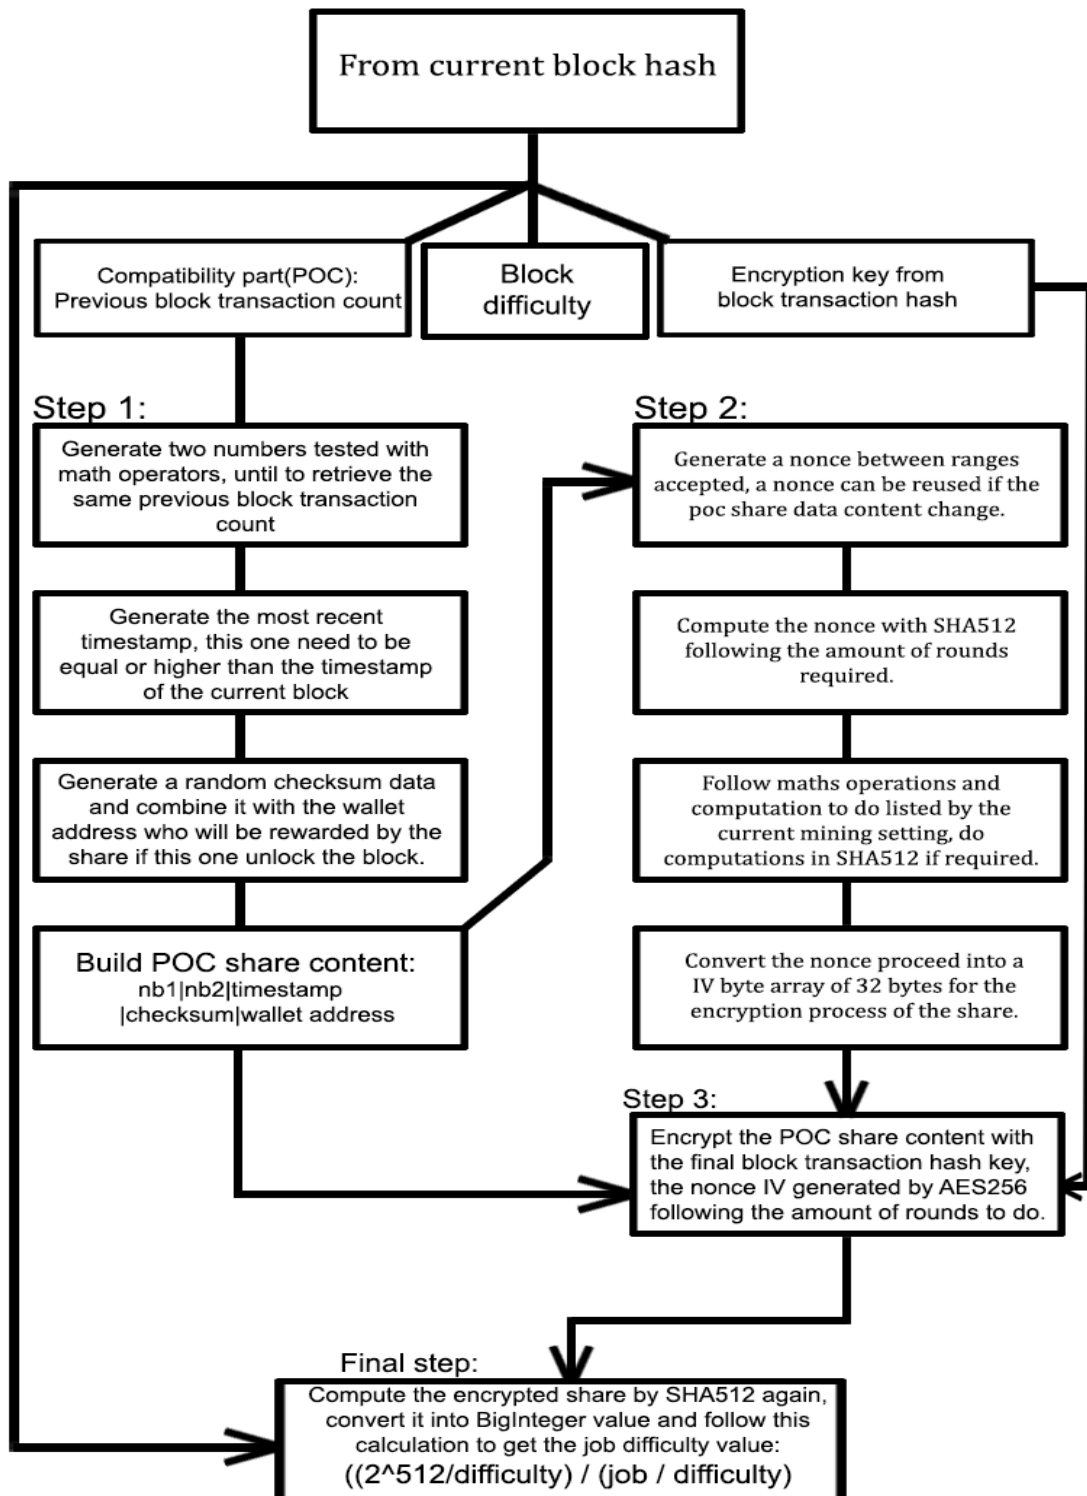 From current block hash
Compatibility part(POC):
Previous block transaction count
Block
difficulty
Encryption key from
block transaction hash
Step 1:
Generate two numbers tested with
math operators, until to retrieve the
same previous block transaction
count
Generate the most recent
timestamp, this one need to be
equal or higher than the timestamp
of the current block
Generate a random checksum data
and combine it with the wallet
address who will be rewarded by the
share if this one unlock the block.
Build POC share content:
nb1|nb2|timestamp
|checksum|wallet address
Step 2:
Generate a nonce between ranges
accepted, a nonce can be reused if the
poc share data content change.
Compute the nonce with SHA512
following the amount of rounds
required.
Follow maths operations and
computation to do listed by the
current mining setting, do
computations in SHA512 if required.
Convert the nonce proceed into a
IV byte array of 32 bytes for the
encryption process of the share.
Step 3:
Encrypt the POC share content with
the final block transaction hash key,
the nonce IV generated by AES256
following the amount of rounds to do.
Final step:
Compute the encrypted share by SHA512 again,
convert it into BigInteger value and follow this
calculation to get the job difficulty value:
((2^512/difficulty) / (job / difficulty)